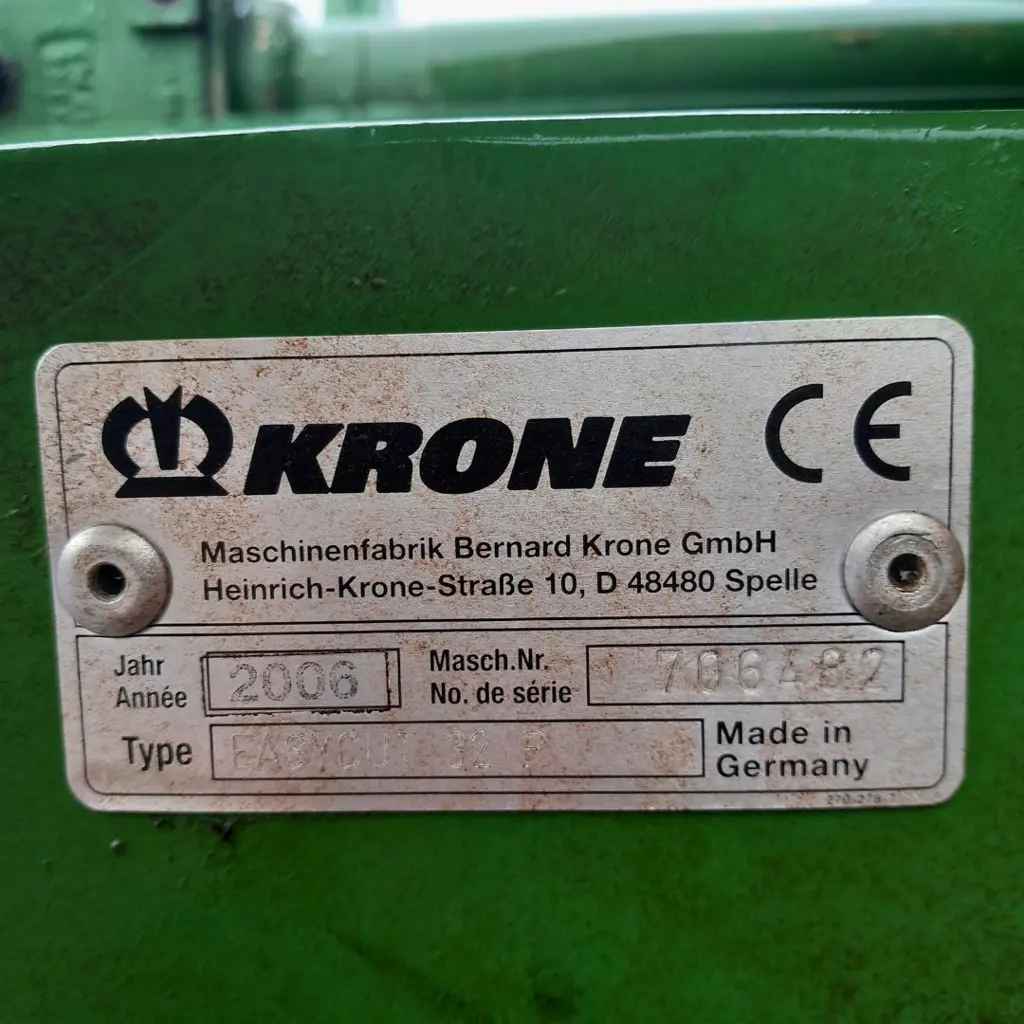 KRONE CE
Maschinenfabrik Bernard Krone GmbH
Heinrich-Krone-Straße 10, D 48480 Spelle
Jahr
Année
2006
Masch.Nr.
No. de série
706482
Type
EASYCUT 32 P
Made in
Germany